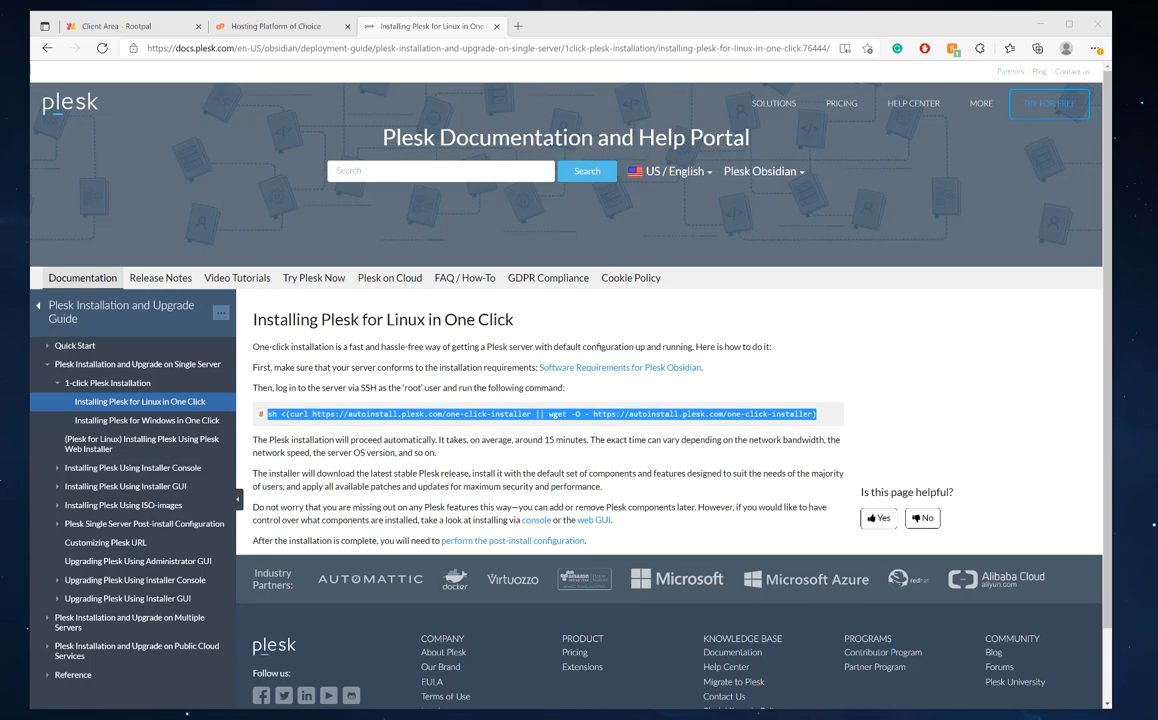 Client Area - Rootpal
Hosting Platform of Choice
Installing Plesk for Linux in One
https://docs.plesk.com/en-US/obsidian/deployment-guide/plesk-installation-and-upgrade-on-single-server/1click-plesk-installation/installing-plesk-for-linux-in-one-click.76444/
Partners Blog Contact us
plesk
SOLUTIONS PRICING HELP CENTER MORE TRY FOR FREE
Plesk Documentation and Help Portal
Search Search US / English Plesk Obsidian
Documentation Release Notes Video Tutorials Try Plesk Now Plesk on Cloud FAQ / How-To GDPR Compliance Cookie Policy
Plesk Installation and Upgrade
Guide
...
Quick Start
Plesk Installation and Upgrade on Single Server
1-click Plesk Installation
Installing Plesk for Linux in One Click
Installing Plesk for Windows in One Click
(Plesk for Linux) Installing Plesk Using Plesk
Web Installer
Installing Plesk Using Installer Console
Installing Plesk Using Installer GUI
Installing Plesk Using ISO-images
Plesk Single Server Post-install Configuration
Customizing Plesk URL
Upgrading Plesk Using Administrator GUI
Upgrading Plesk Using Installer Console
Upgrading Plesk Using Installer GUI
Plesk Installation and Upgrade on Multiple
Servers
Plesk Installation and Upgrade on Public Cloud
Services
Reference
Installing Plesk for Linux in One Click
One-click installation is a fast and hassle-free way of getting a Plesk server with default configuration up and running. Here is how to do it:
First, make sure that your server conforms to the installation requirements: Software Requirements for Plesk Obsidian.
Then, log in to the server via SSH as the 'root' user and run the following command:
# sh <(curl https://autoinstall.plesk.com/one-click-installer || wget -O - https://autoinstall.plesk.com/one-click-installer)
The Plesk installation will proceed automatically. It takes, on average, around 15 minutes. The exact time can vary depending on the network bandwidth, the
network speed, the server OS version, and so on.
The installer will download the latest stable Plesk release, install it with the default set of components and features designed to suit the needs of the majority
of users, and apply all available patches and updates for maximum security and performance.
Do not worry that you are missing out on any Plesk features this way—you can add or remove Plesk components later. However, if you would like to have
control over what components are installed, take a look at installing via console or the web GUI.
After the installation is complete, you will need to perform the post-install configuration.
Is this page helpful?
Yes No
Industry
Partners:
AUTOMATTIC docker Virtuozzo Microsoft Microsoft Azure Alibaba Cloud
aliyun.com
plesk
Follow us:
COMPANY
About Plesk
Our Brand
EULA
Terms of Use
PRODUCT
Pricing
Extensions
KNOWLEDGE BASE
Documentation
Help Center
Migrate to Plesk
Contact Us
PROGRAMS
Contributor Program
Partner Program
COMMUNITY
Blog
Forums
Plesk University